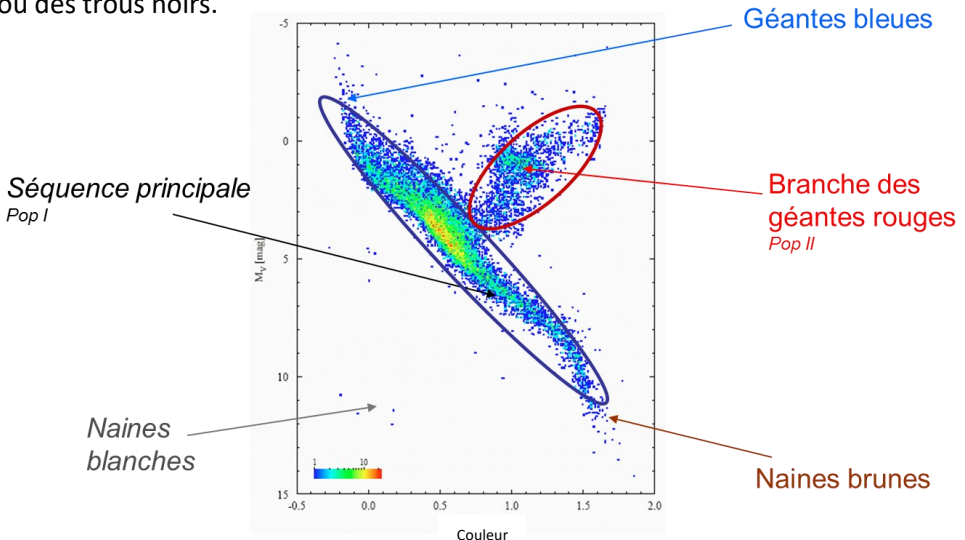 ou des trous noirs.
Géantes bleues
Séquence principale
Pop I
Branche des
géantes rouges
Pop II
Naines
blanches
Naines brunes
-5
0
5
10
15
M_V [mag]
1
10
-0.5
0.0
0.5
1.0
1.5
2.0
Couleur